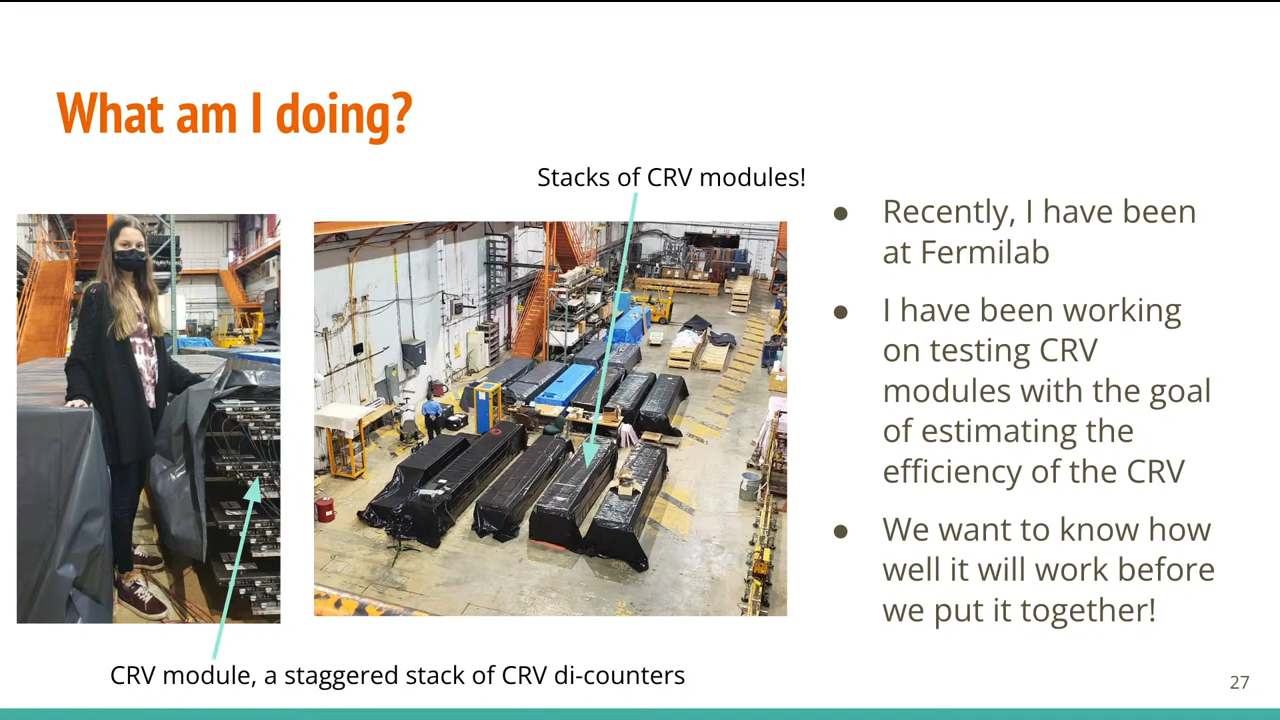 What am I doing?
Stacks of CRV modules!
● Recently, I have been
at Fermilab
● I have been working
on testing CRV
modules with the goal
of estimating the
efficiency of the CRV
● We want to know how
well it will work before
we put it together!
CRV module, a staggered stack of CRV di-counters
27